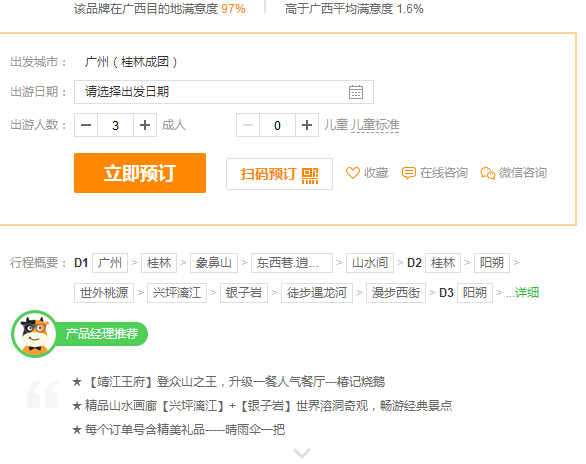 该品牌在广西目的地满意度 97% 高于广西平均满意度 1.6%
出发城市： 广州（桂林成团）
出游日期： 请选择出发日期
出游人数： 3 成人 0 儿童 儿童标准
立即预订 扫码预订 收藏 在线咨询 微信咨询
行程概要： D1 广州 > 桂林 > 象鼻山 > 东西巷.逍... > 山水间 > D2 桂林 > 阳朔 >
世外桃源 > 兴坪漓江 > 银子岩 > 徒步遇龙河 > 漫步西街 > D3 阳朔 > ...详细
产品经理推荐
★【靖江王府】登众山之王，升级一餐人气餐厅---椿记烧鹅
★ 精品山水画廊【兴坪漓江】+【银子岩】世界溶洞奇观，畅游经典景点
★ 每个订单号含精美礼品-----晴雨伞一把